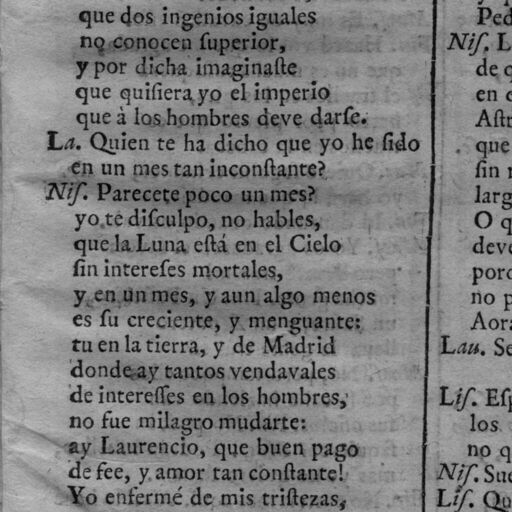 que dos ingenios iguales
no conocen ſuperior,
y por dicha imaginaſte
que quiſiera yo el imperio
que à los hombres deve darſe.
La. Quien te ha dicho que yo he ſido
en un mes tan inconſtante?
Niſ. Parecete poco un mes?
yo te diſculpo, no hables,
que la Luna eſtá en el Cielo
ſin intereſes mortales,
y en un mes, y aun algo menos
es ſu creciente, y menguante:
tu en la tierra, y de Madrid
donde ay tantos vendavales
de intereſſes en los hombres,
no fue milagro mudarte:
ay Laurencio, que buen pago
de fee, y amor tan conſtante!
Yo enfermé de mis triſtezas,
Ped
Niſ. L
de q
en c
Aſtr
que
ſin
larg
O q
deve
porq
no p
Aora
Lau. Se
Liſ. Eſp
los
no q
Niſ. Sue
Liſ. Qu